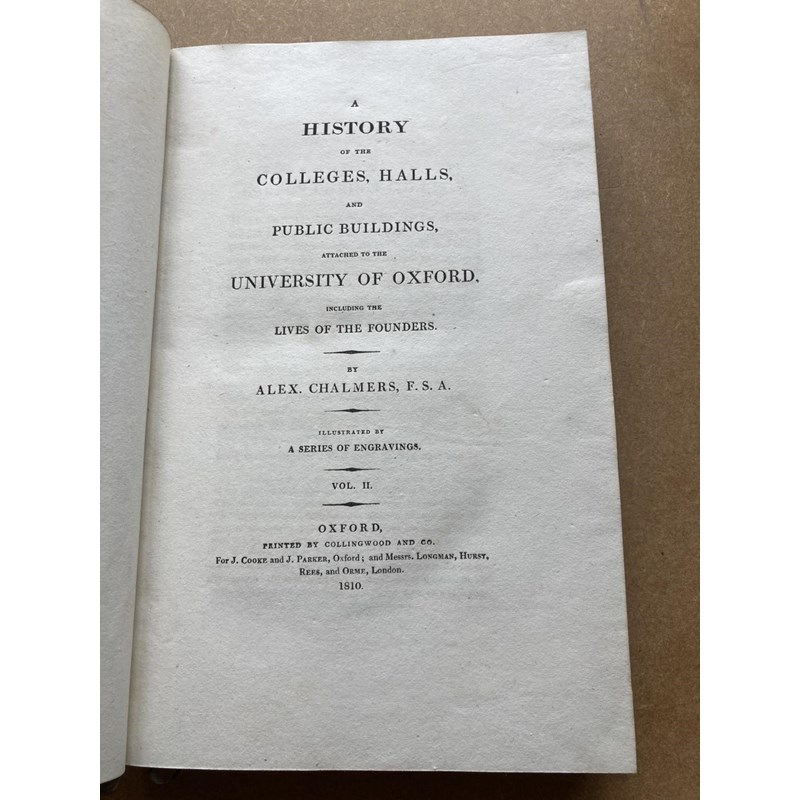 A
HISTORY
OF THE
COLLEGES, HALLS,
AND
PUBLIC BUILDINGS,
ATTACHED TO THE
UNIVERSITY OF OXFORD,
INCLUDING THE
LIVES OF THE FOUNDERS.
BY
ALEX. CHALMERS, F. S. A.
ILLUSTRATED BY
A SERIES OF ENGRAVINGS.
VOL. II.
OXFORD,
PRINTED BY COLLINGWOOD AND CO.
For J. COOKE and J. PARKER, Oxford; and Messrs. LONGMAN, HURST,
REES, and ORME, London.
1810.